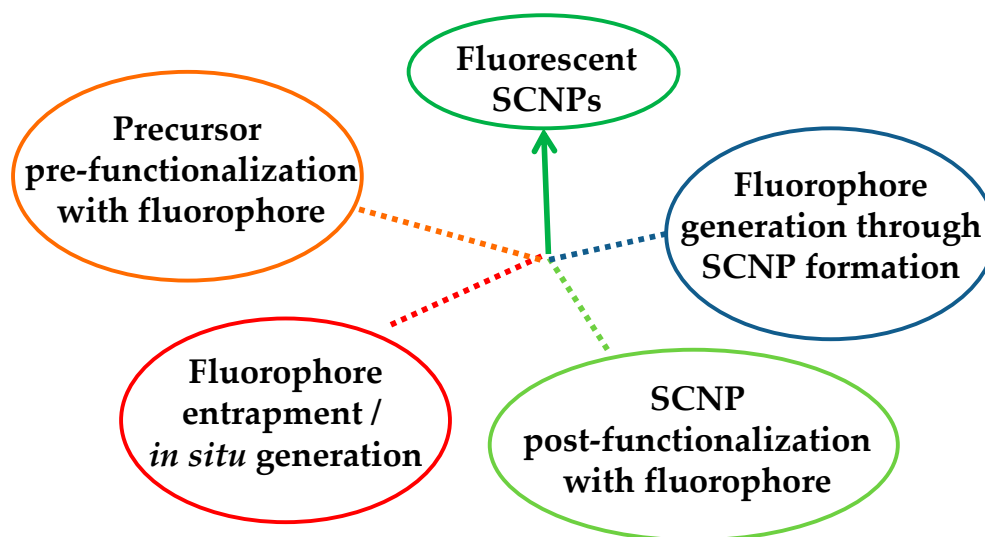 Fluorescent
SCNPs
Precursor
pre-functionalization
with fluorophore
Fluorophore
generation through
SCNP formation
Fluorophore
entrapment /
in situ generation
SCNP
post-functionalization
with fluorophore